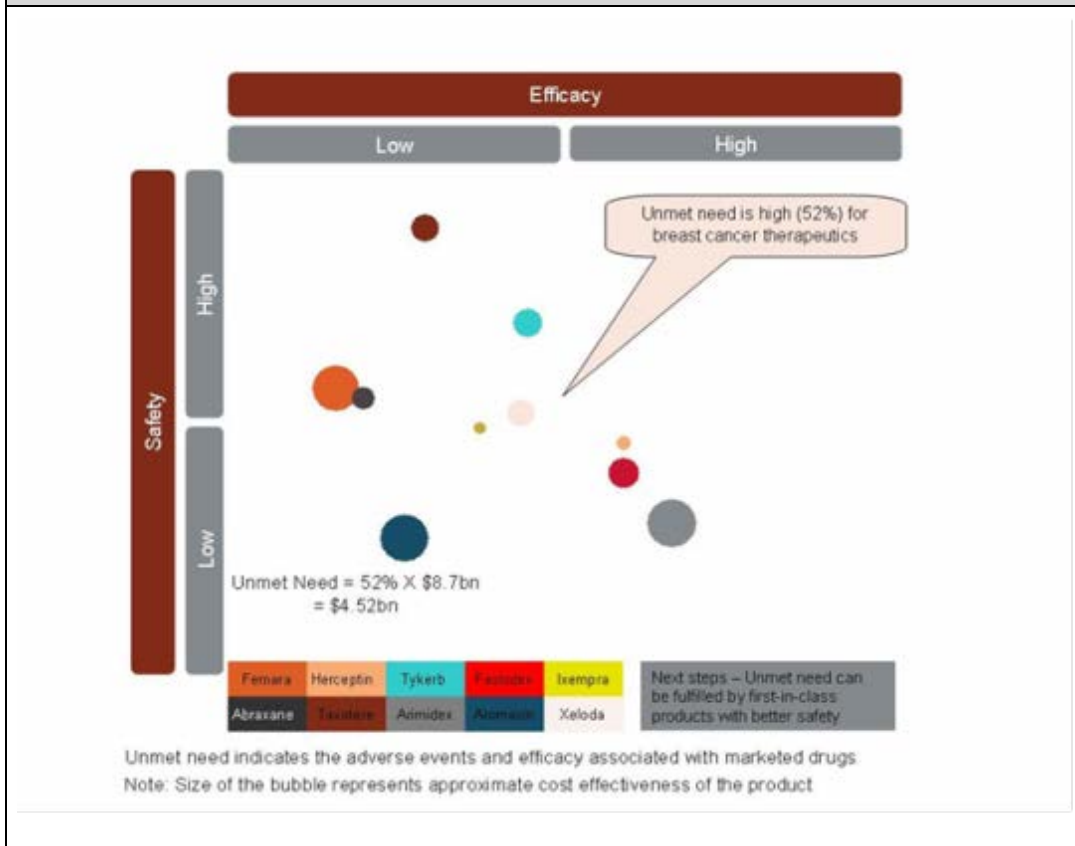 Efficacy
Low
High
Safety
High
Low
Unmet need is high (52%) for
breast cancer therapeutics
Unmet Need = 52% X $8.7bn
= $4.52bn
Femara Herceptin Tykerb Faslodex Ixempra
Abraxane Taxotere Arimidex Aromasin Xeloda
Next steps – Unmet need can
be fulfilled by first-in-class
products with better safety
Unmet need indicates the adverse events and efficacy associated with marketed drugs
Note: Size of the bubble represents approximate cost effectiveness of the product